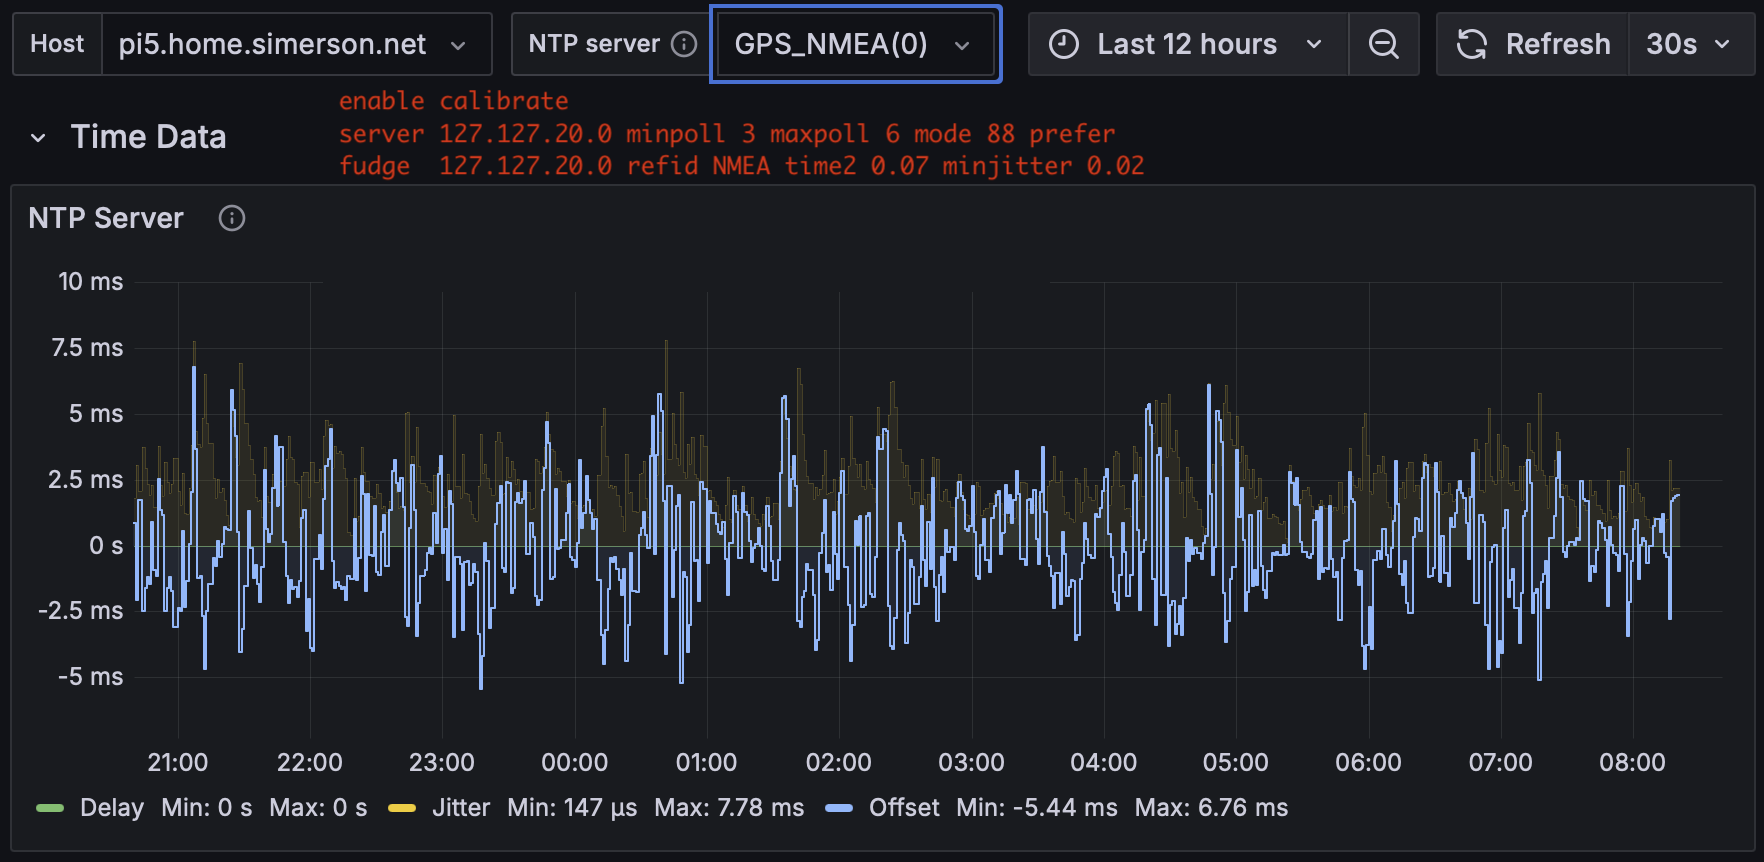 Host pi5.home.simerson.net NTP server GPS_NMEA(0) Last 12 hours Refresh 30s
enable calibrate
server 127.127.20.0 minpoll 3 maxpoll 6 mode 88 prefer
Time Data
fudge  127.127.20.0 refid NMEA time2 0.07 minjitter 0.02
NTP Server
10 ms
7.5 ms
5 ms
2.5 ms
0 s
-2.5 ms
-5 ms
21:00 22:00 23:00 00:00 01:00 02:00 03:00 04:00 05:00 06:00 07:00 08:00
Delay Min: 0 s Max: 0 s Jitter Min: 147 µs Max: 7.78 ms Offset Min: -5.44 ms Max: 6.76 ms